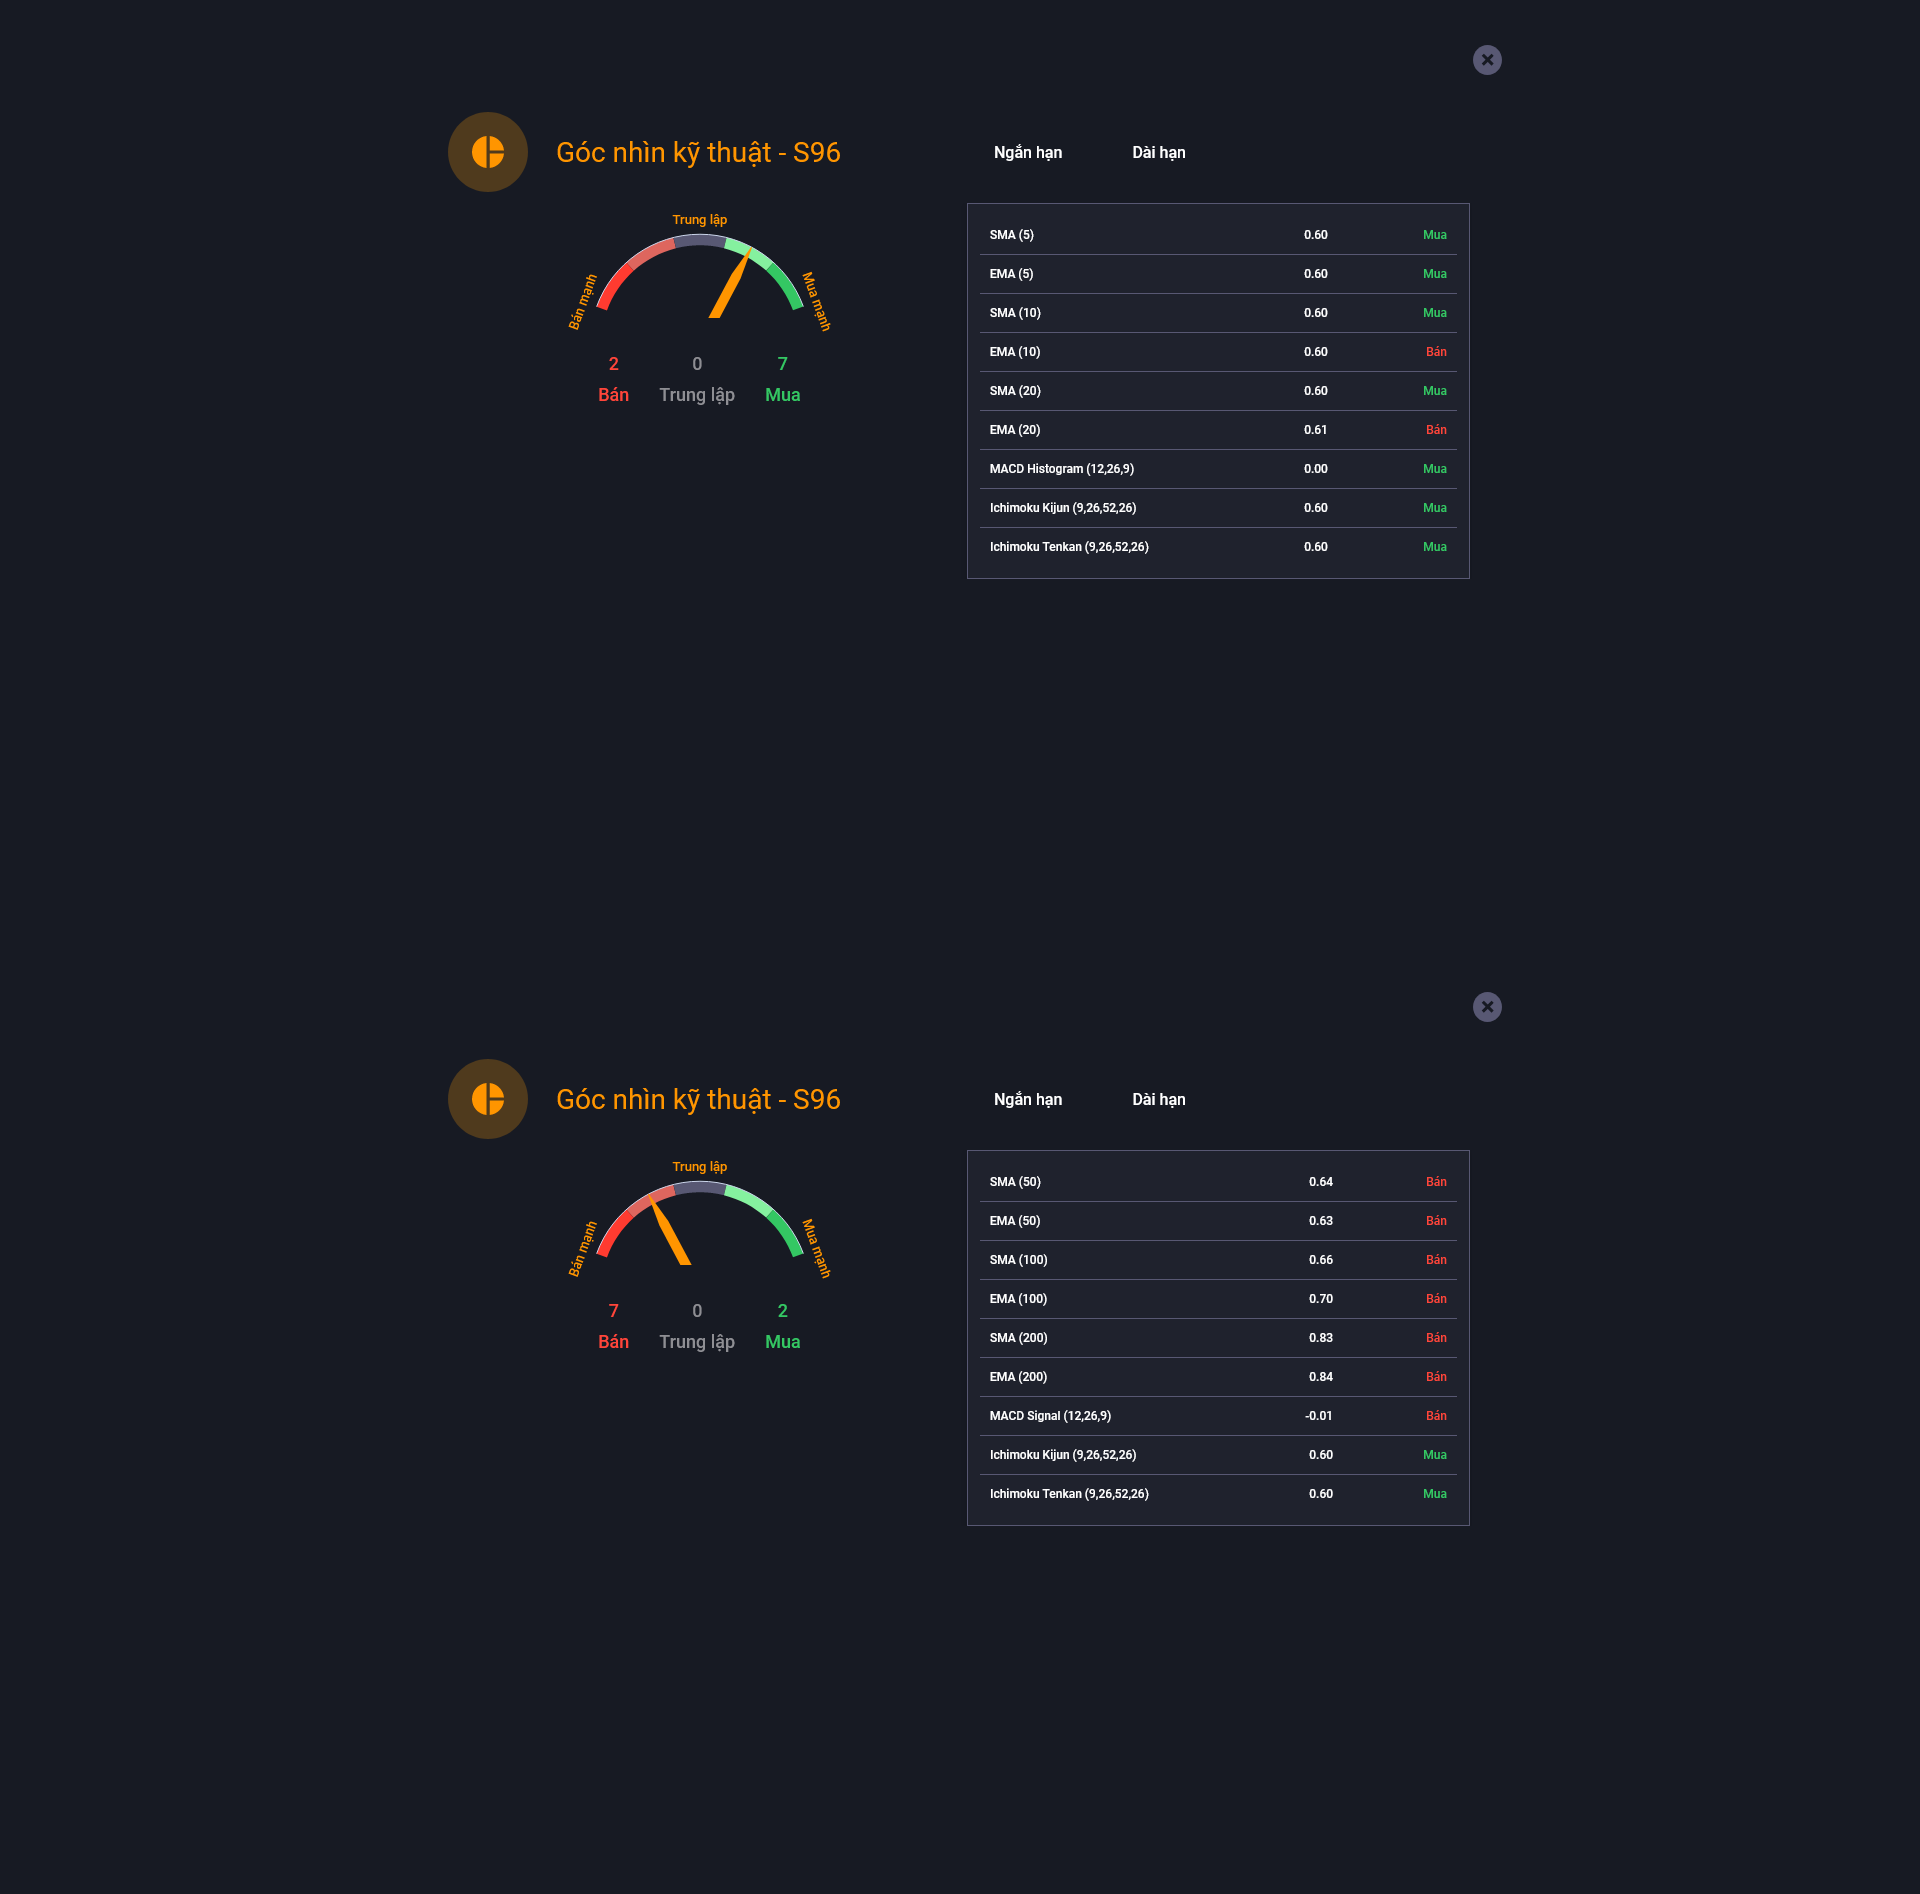 Góc nhìn kỹ thuật - S96
Ngắn hạn Dài hạn
Trung lập
Bán mạnh
Mua mạnh
2 0 7
Bán Trung lập Mua
SMA (5) 0.60 Mua
EMA (5) 0.60 Mua
SMA (10) 0.60 Mua
EMA (10) 0.60 Bán
SMA (20) 0.60 Mua
EMA (20) 0.61 Bán
MACD Histogram (12,26,9) 0.00 Mua
Ichimoku Kijun (9,26,52,26) 0.60 Mua
Ichimoku Tenkan (9,26,52,26) 0.60 Mua
Góc nhìn kỹ thuật - S96
Ngắn hạn Dài hạn
Trung lập
Bán mạnh
Mua mạnh
7 0 2
Bán Trung lập Mua
SMA (50) 0.64 Bán
EMA (50) 0.63 Bán
SMA (100) 0.66 Bán
EMA (100) 0.70 Bán
SMA (200) 0.83 Bán
EMA (200) 0.84 Bán
MACD Signal (12,26,9) -0.01 Bán
Ichimoku Kijun (9,26,52,26) 0.60 Mua
Ichimoku Tenkan (9,26,52,26) 0.60 Mua